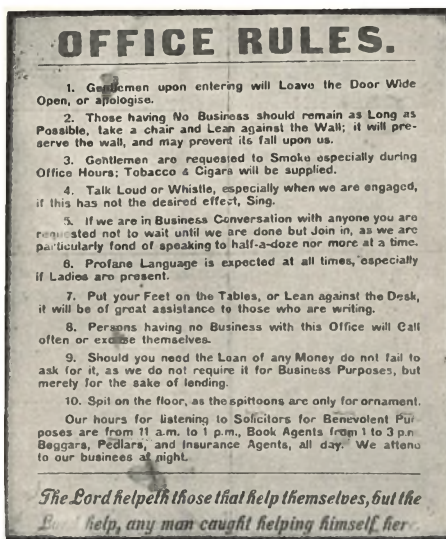 OFFICE RULES.
1. Gentlemen upon entering will Leave the Door Wide
Open, or apologise.
2. Those having No Business should remain as Long as
Possible, take a chair and Lean against the Wall; it will pre-
serve the wall, and may prevent its fall upon us.
3. Gentlemen are requested to Smoke especially during
Office Hours; Tobacco & Cigars will be supplied.
4. Talk Loud or Whistle, especially when we are engaged,
if this has not the desired effect, Sing.
5. If we are in Business Conversation with anyone you are
requested not to wait until we are done but Join in, as we are
particularly fond of speaking to half-a-doze nor more at a time.
6. Profane Language is expected at all times, especially
if Ladies are present.
7. Put your Feet on the Tables, or Lean against the Desk,
it will be of great assistance to those who are writing.
8. Persons having no Business with this Office will Call
often or excuse themselves.
9. Should you need the Loan of any Money do not fail to
ask for it, as we do not require it for Business Purposes, but
merely for the sake of lending.
10. Spit on the floor, as the spittoons are only for ornament.
Our hours for listening to Solicitors for Benevolent Pur
poses are from 11 a.m. to 1 p.m., Book Agents from 1 to 3 p.m
Beggars, Pedlars, and Insurance Agents, all day. We attend
to our business at night.
The Lord helpeth those that help themselves, but the
Lord help, any man caught helping himself her